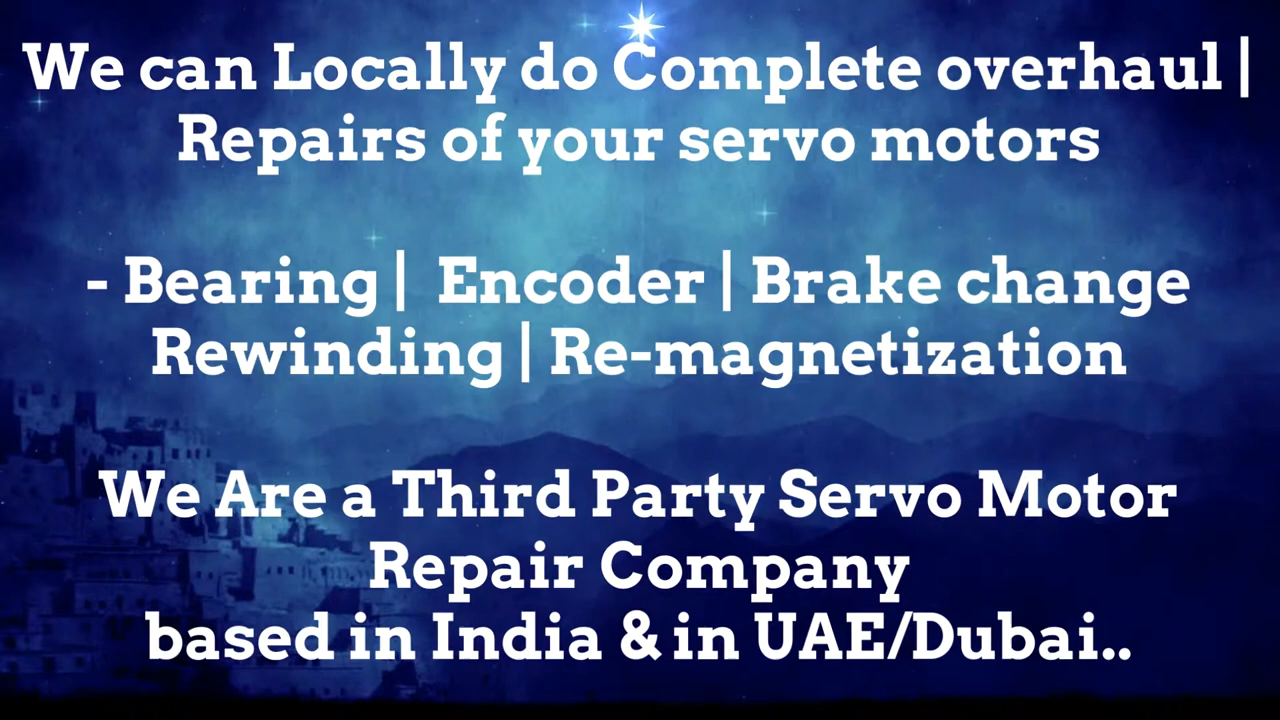 We can Locally do Complete overhaul |
Repairs of your servo motors
- Bearing | Encoder | Brake change
Rewinding | Re-magnetization
We Are a Third Party Servo Motor
Repair Company
based in India & in UAE/Dubai..